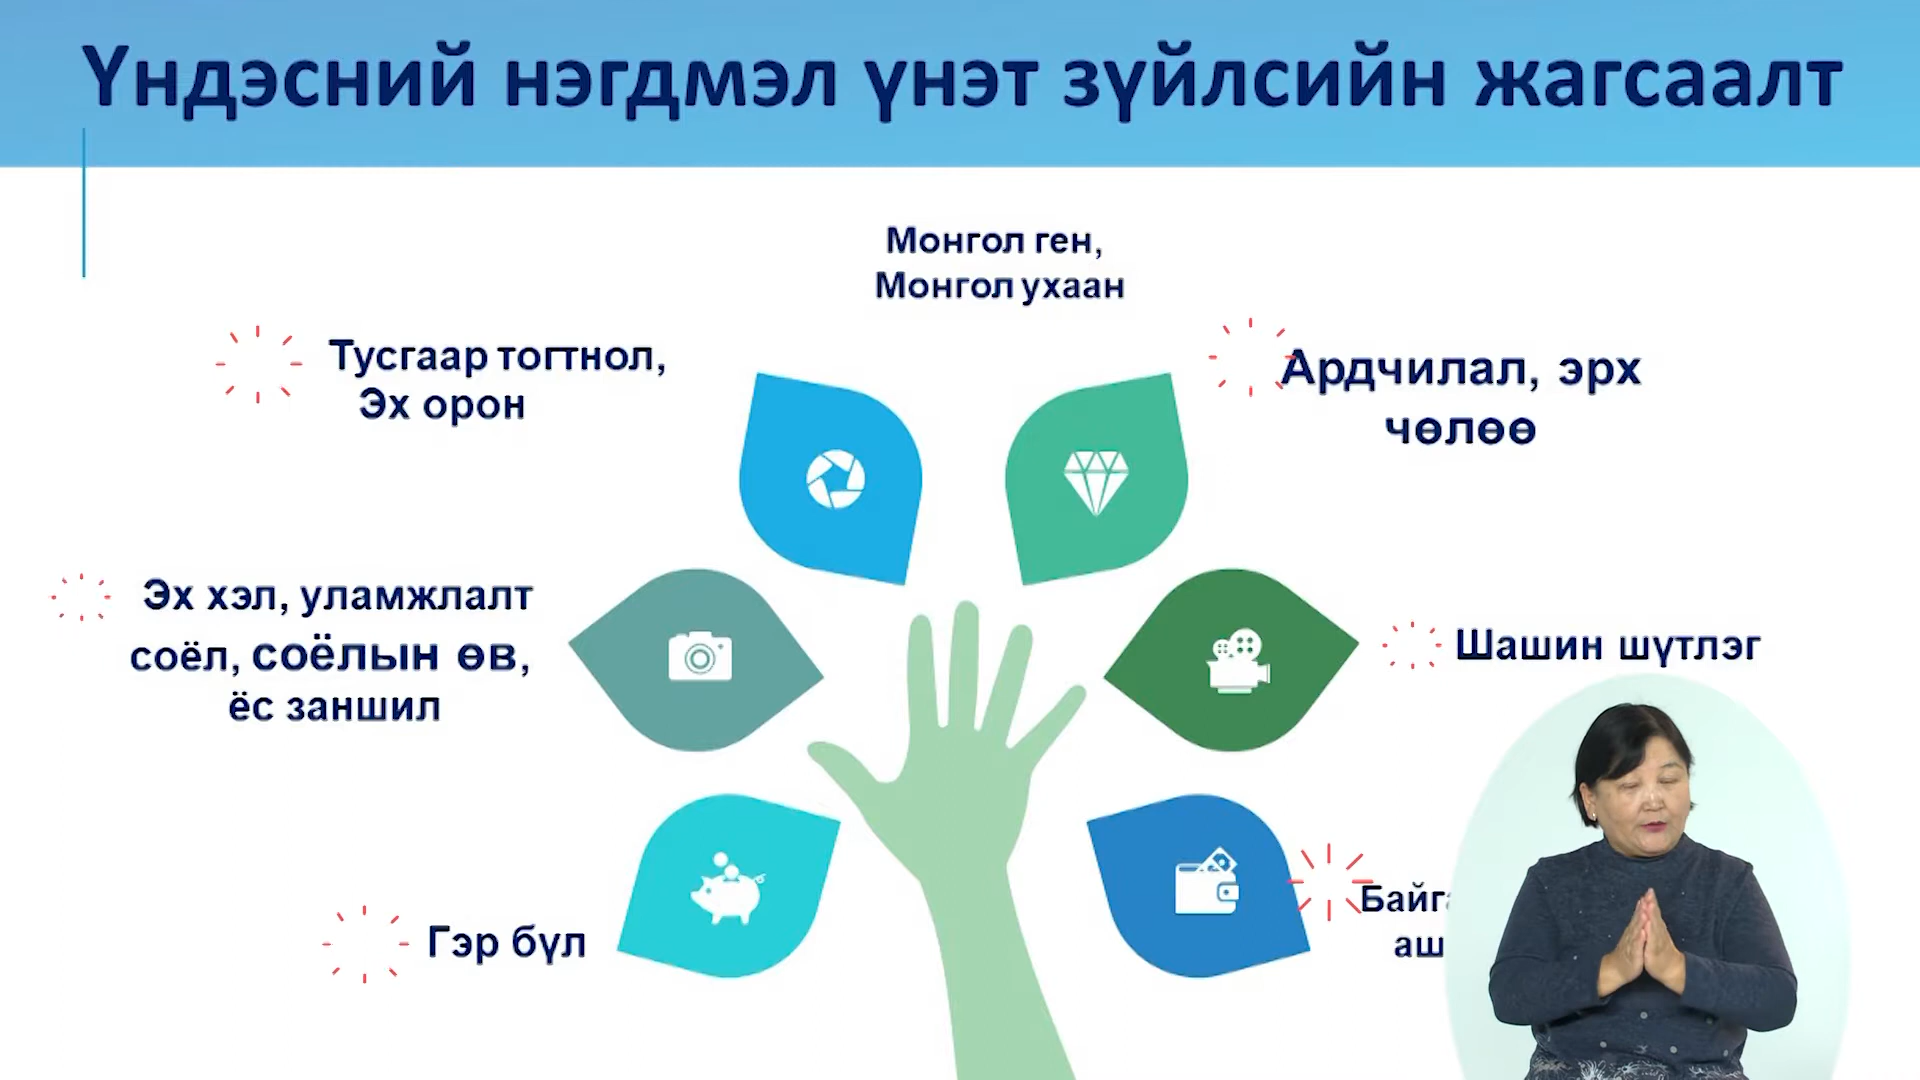 Үндэсний нэгдмэл үнэт зүйлсийн жагсаалт
Монгол ген,
Монгол ухаан
Тусгаар тогтнол,
Эх орон
Ардчилал, эрх
чөлөө
Эх хэл, уламжлалт
соёл, соёлын өв,
ёс заншил
Шашин шүтлэг
Гэр бүл